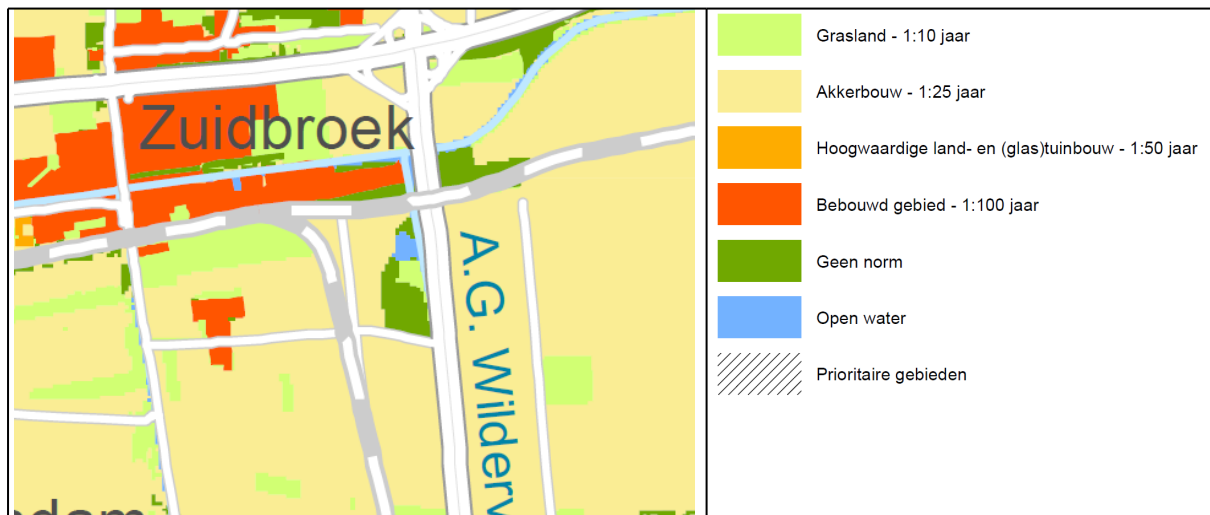 Zuidbroek
A.G. Wilderv
edam
Grasland - 1:10 jaar
Akkerbouw - 1:25 jaar
Hoogwaardige land- en (glas)tuinbouw - 1:50 jaar
Bebouwd gebied - 1:100 jaar
Geen norm
Open water
Prioritaire gebieden